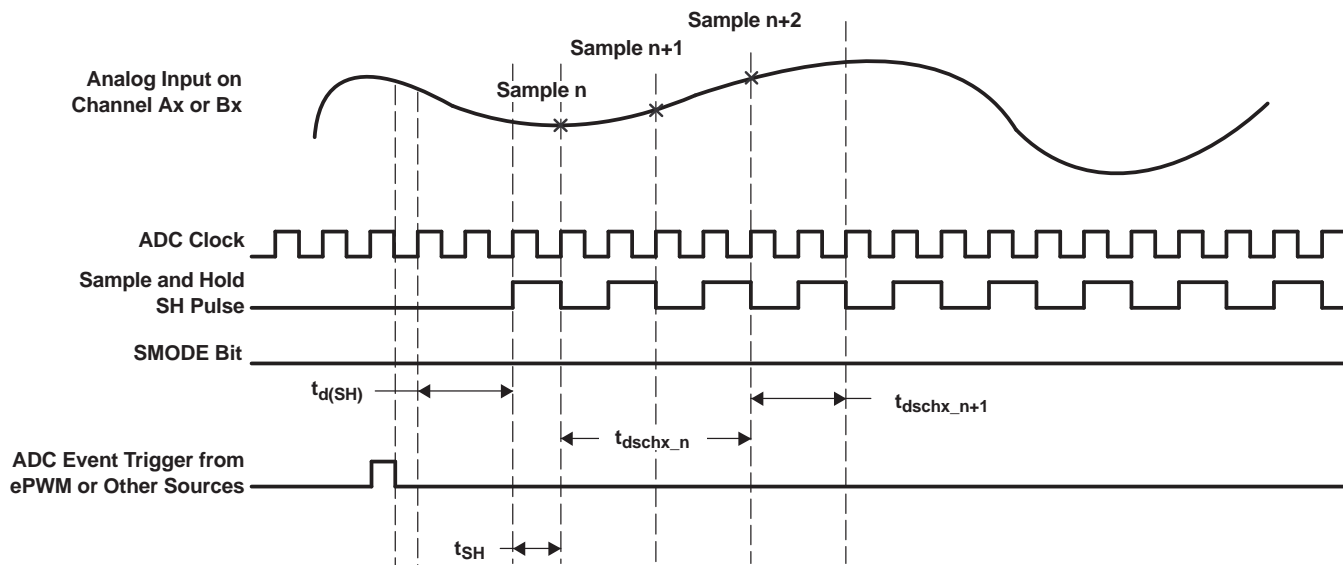 Sample n+2
Sample n+1
Analog Input on
Channel Ax or Bx
Sample n
ADC Clock
Sample and Hold
SH Pulse
SMODE Bit
td(SH)
tdschx_n+1
tdschx_n
ADC Event Trigger from
ePWM or Other Sources
tSH